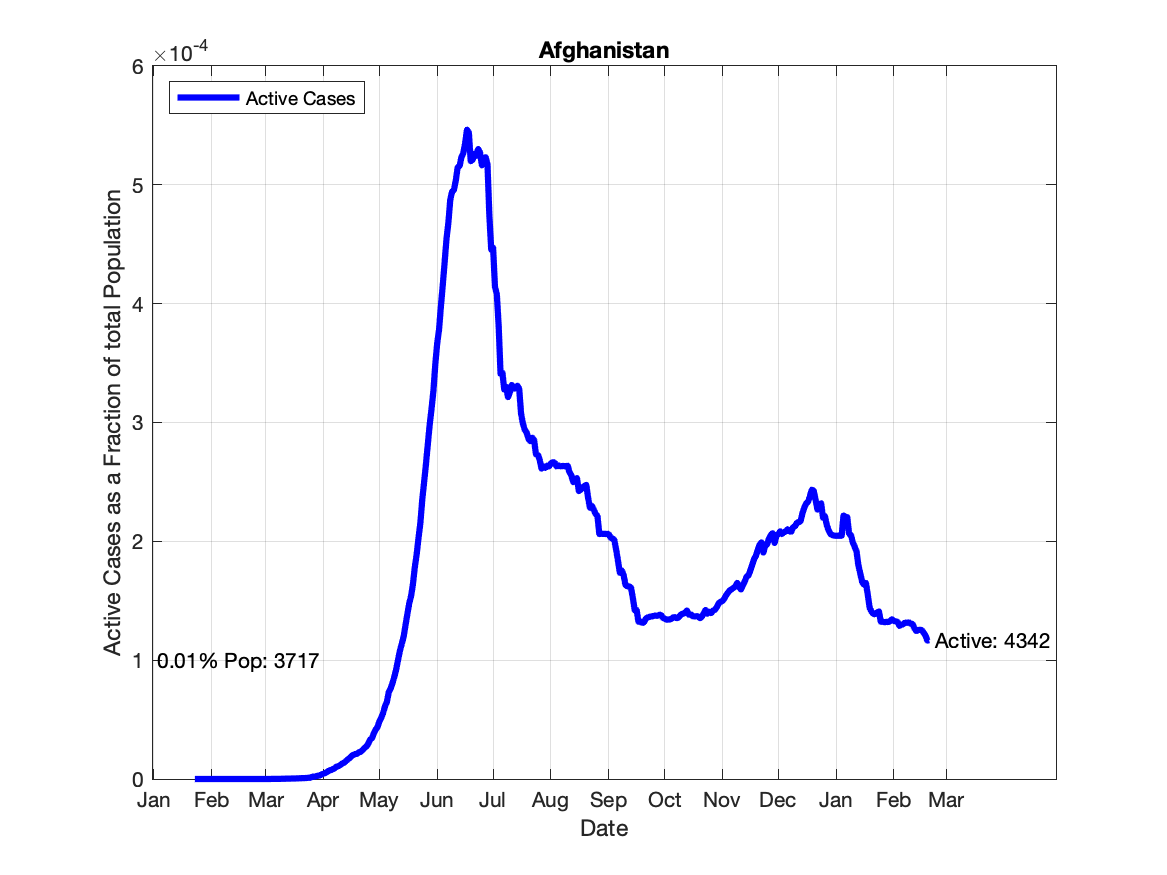 Afghanistan
×10-4
Active Cases
6
5
4
3
2
1
0
Active Cases as a Fraction of total Population
0.01% Pop: 3717
Active: 4342
Jan Feb Mar Apr May Jun Jul Aug Sep Oct Nov Dec Jan Feb Mar
Date